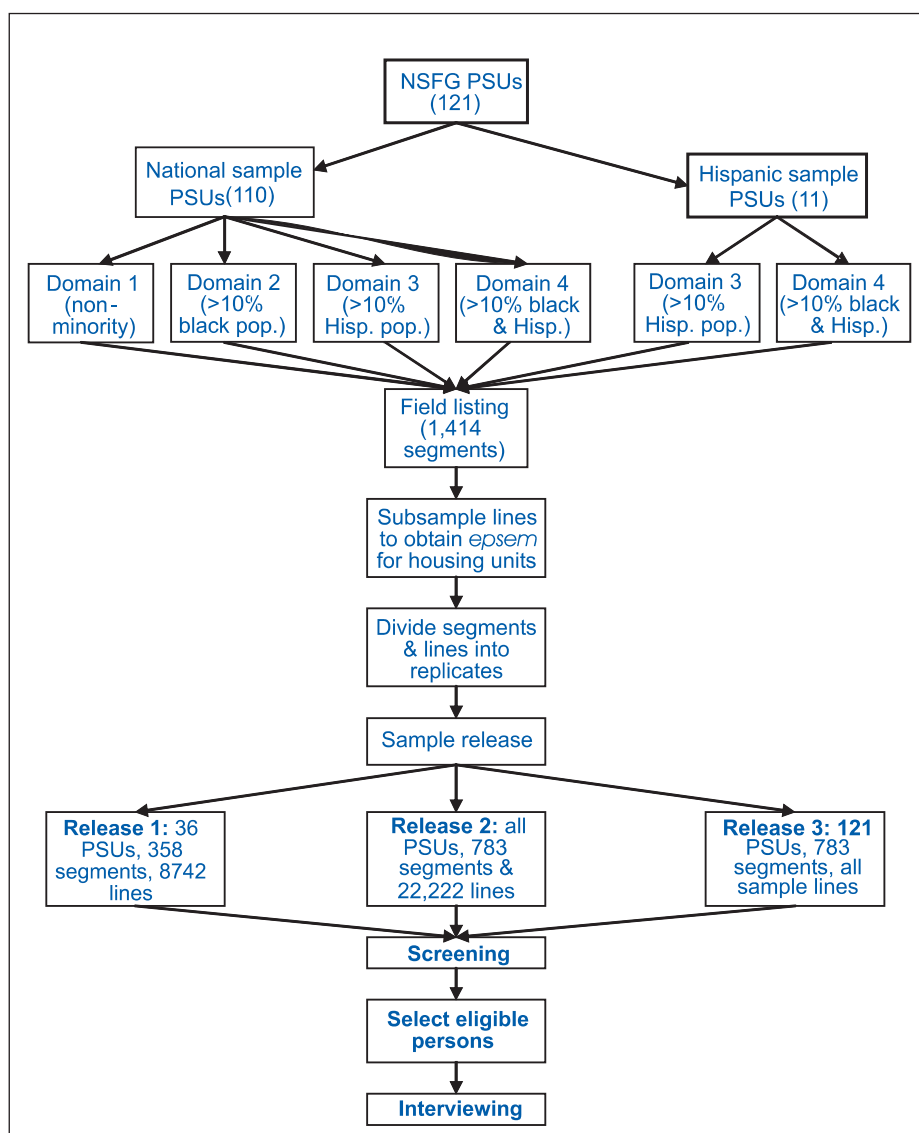 NSFG PSUs
(121)
National sample
PSUs(110)
Hispanic sample
PSUs (11)
Domain 1
(non-
minority)
Domain 2
(>10%
black pop.)
Domain 3
(>10%
Hisp. pop.)
Domain 4
(>10% black
& Hisp.)
Domain 3
(>10%
Hisp. pop.)
Domain 4
(>10% black
& Hisp.)
Field listing
(1,414
segments)
Subsample lines
to obtain epsem
for housing units
Divide segments
& lines into
replicates
Sample release
Release 1: 36
PSUs, 358
segments, 8742
lines
Release 2: all
PSUs, 783
segments &
22,222 lines
Release 3: 121
PSUs, 783
segments, all
sample lines
Screening
Select eligible
persons
Interviewing